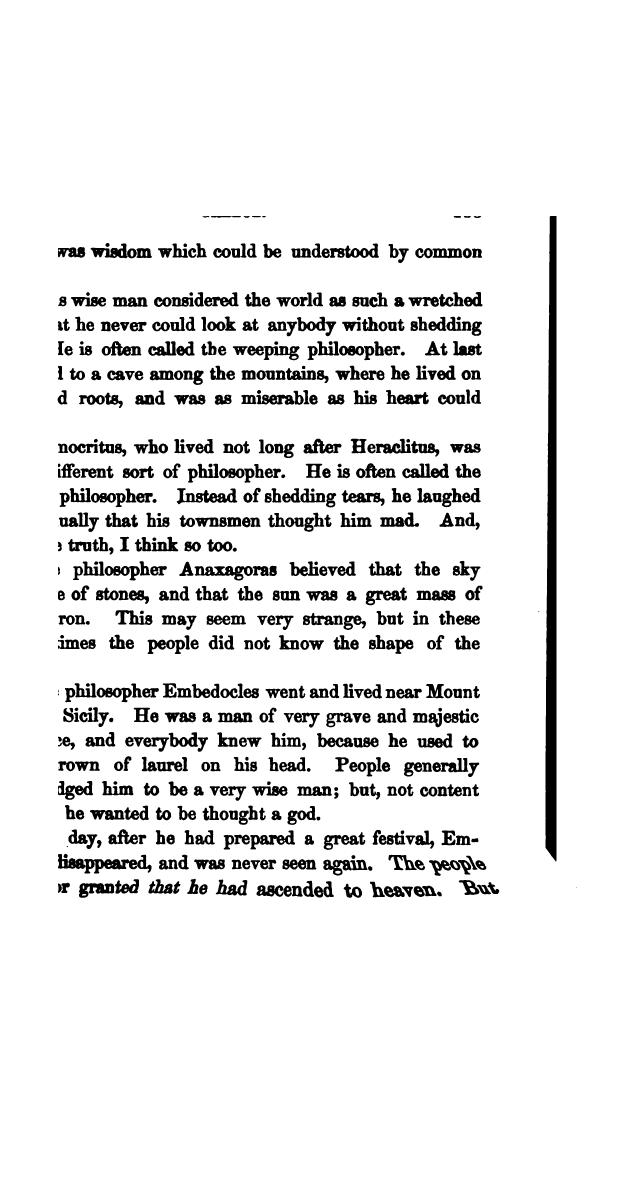 was wisdom which could be understood by common
s wise man considered the world as such a wretched
at he never could look at anybody without shedding
He is often called the weeping philosopher. At last
to a cave among the mountains, where he lived on
d roots, and was as miserable as his heart could
nocritus, who lived not long after Heraclitus, was
ifferent sort of philosopher. He is often called the
philosopher. Instead of shedding tears, he laughed
ually that his townsmen thought him mad. And,
truth, I think so too.
philosopher Anaxagoras believed that the sky
e of stones, and that the sun was a great mass of
ron. This may seem very strange, but in these
times the people did not know the shape of the
philosopher Embedocles went and lived near Mount
Sicily. He was a man of very grave and majestic
ce, and everybody knew him, because he used to
rown of laurel on his head. People generally
dged him to be a very wise man; but, not content
he wanted to be thought a god.
day, after he had prepared a great festival, Em-
disappeared, and was never seen again. The people
or granted that he had ascended to heaven. But